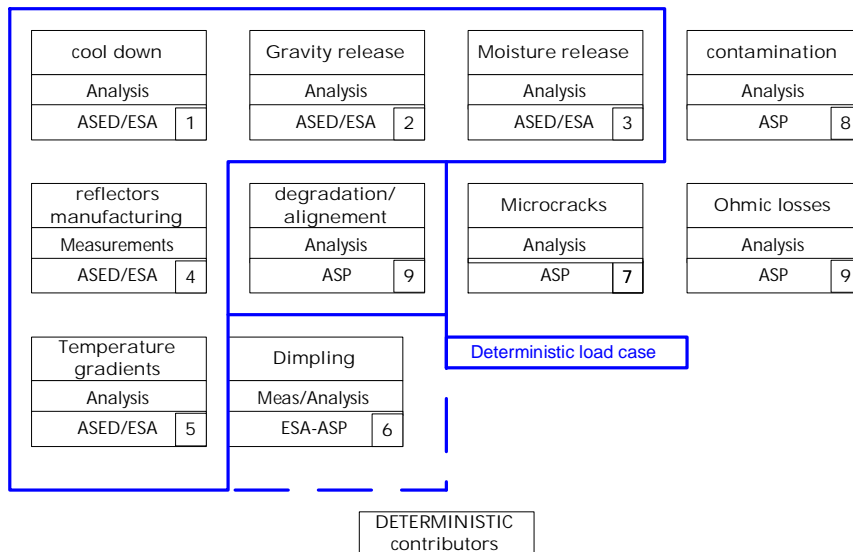 cool down
Analysis
ASED/ESA 1
Gravity release
Analysis
ASED/ESA 2
Moisture release
Analysis
ASED/ESA 3
contamination
Analysis
ASP 8
reflectors
manufacturing
Measurements
ASED/ESA 4
degradation/
alignement
Analysis
ASP 9
Microcracks
Analysis
ASP 7
Ohmic losses
Analysis
ASP 9
Temperature
gradients
Analysis
ASED/ESA 5
Dimpling
Meas/Analysis
ESA-ASP 6
Deterministic load case
DETERMINISTIC
contributors